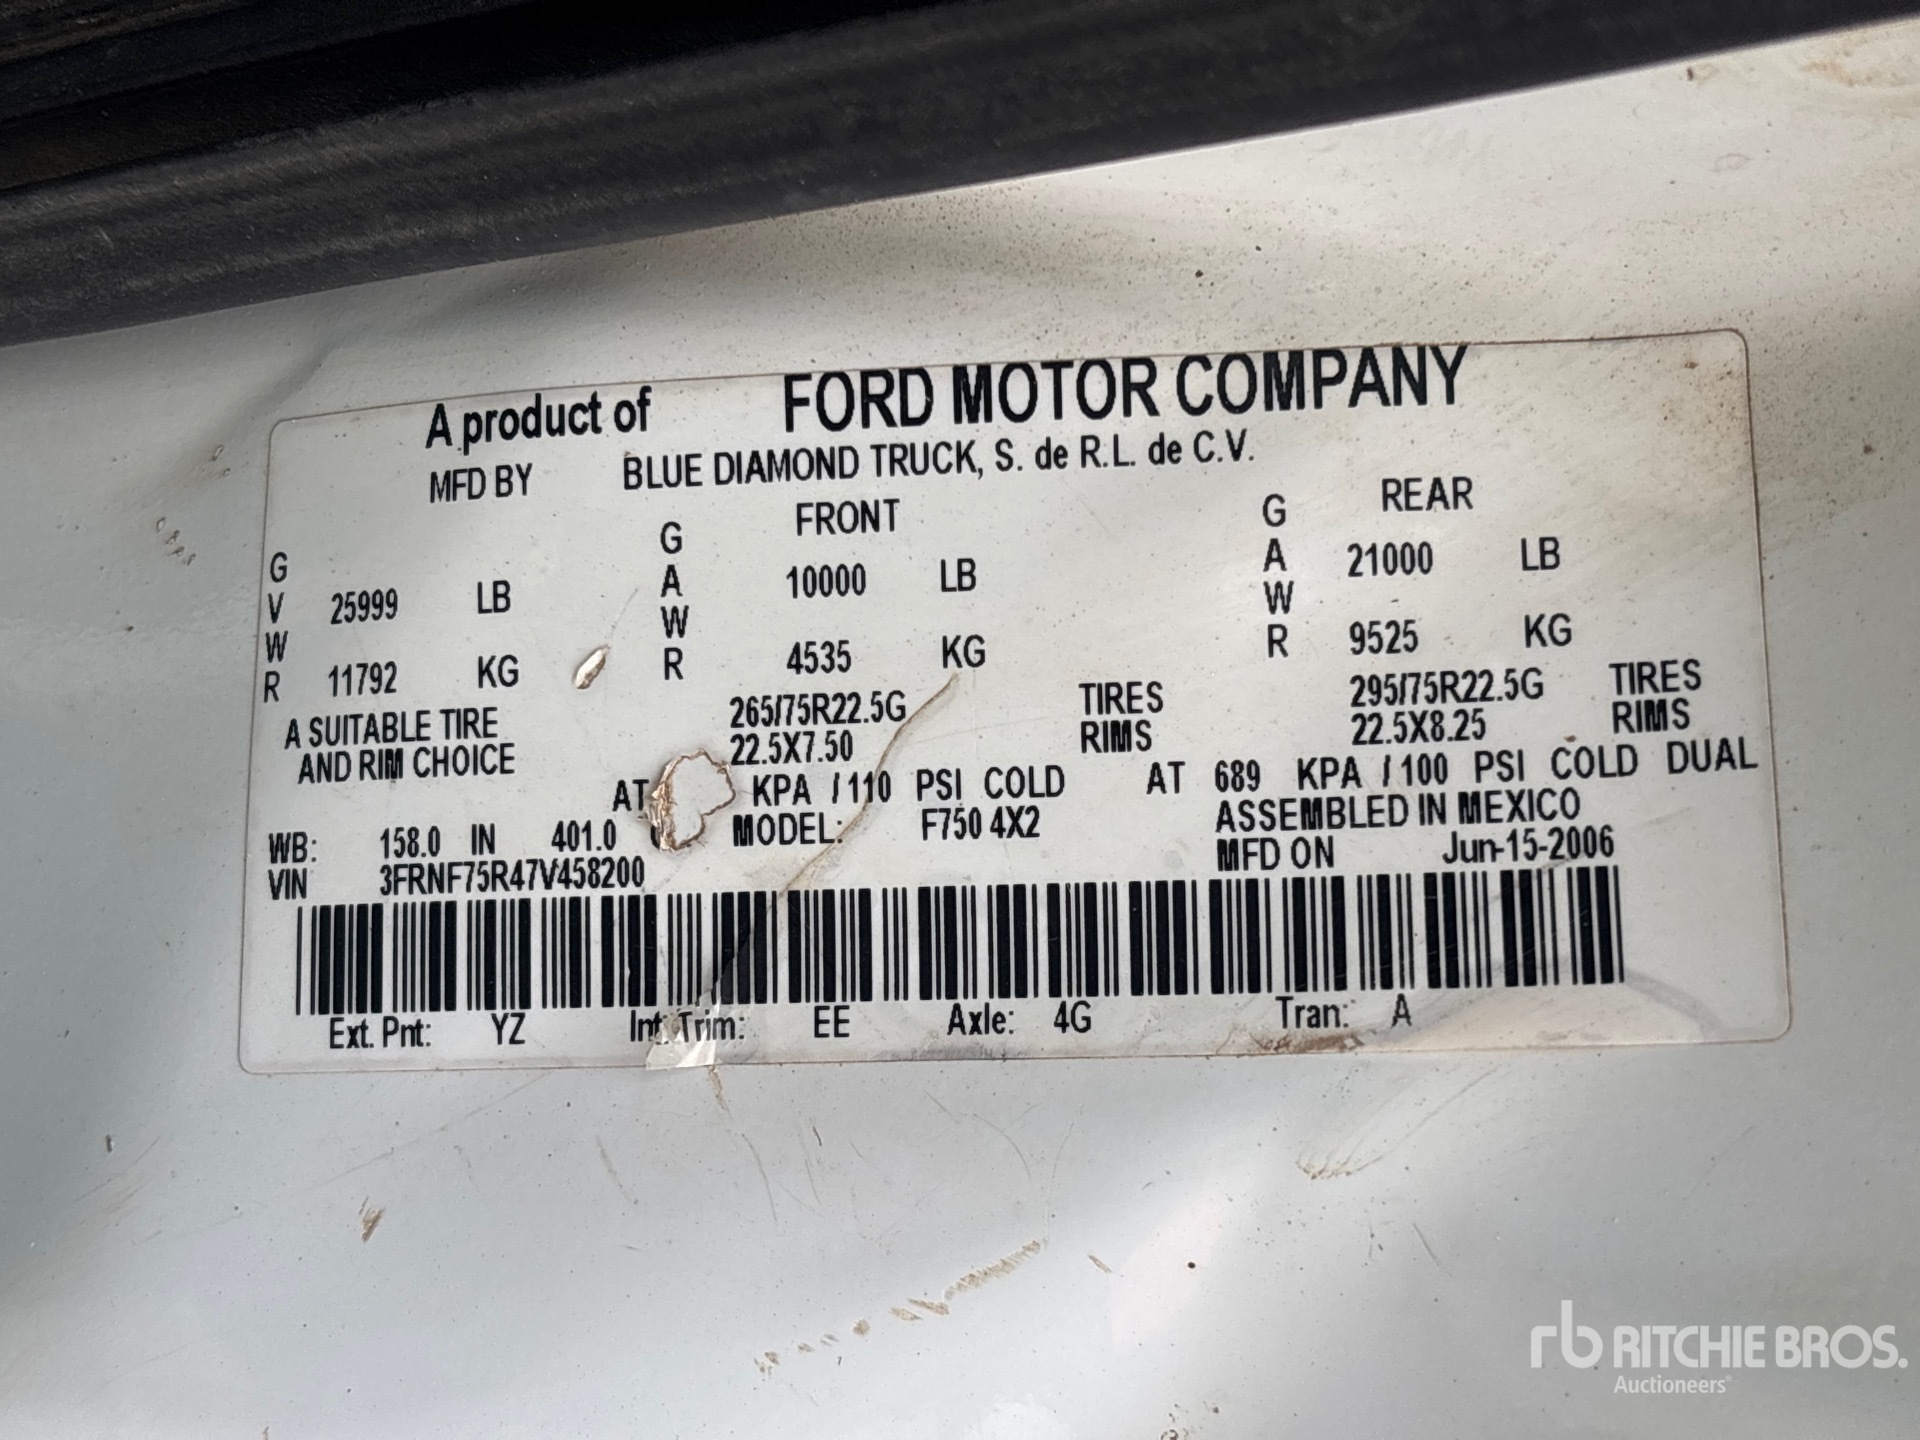 A product of FORD MOTOR COMPANY
MFD BY BLUE DIAMOND TRUCK, S. de R.L. de C.V.
GVWR 25999 LB
11792 KG
GAWR FRONT 10000 LB
4535 KG
GAWR REAR 21000 LB
9525 KG
A SUITABLE TIRE 265/75R22.5G TIRES 295/75R22.5G TIRES
AND RIM CHOICE 22.5X7.50 RIMS 22.5X8.25 RIMS
AT KPA / 110 PSI COLD AT 689 KPA / 100 PSI COLD DUAL
WB: 158.0 IN 401.0 MODEL: F750 4X2 ASSEMBLED IN MEXICO
VIN 3FRNF75R47V458200 MFD ON Jun-15-2006
Ext. Pnt: YZ Int. Trim: EE Axle: 4G Tran: A
rb RITCHIE BROS.
Auctioneers